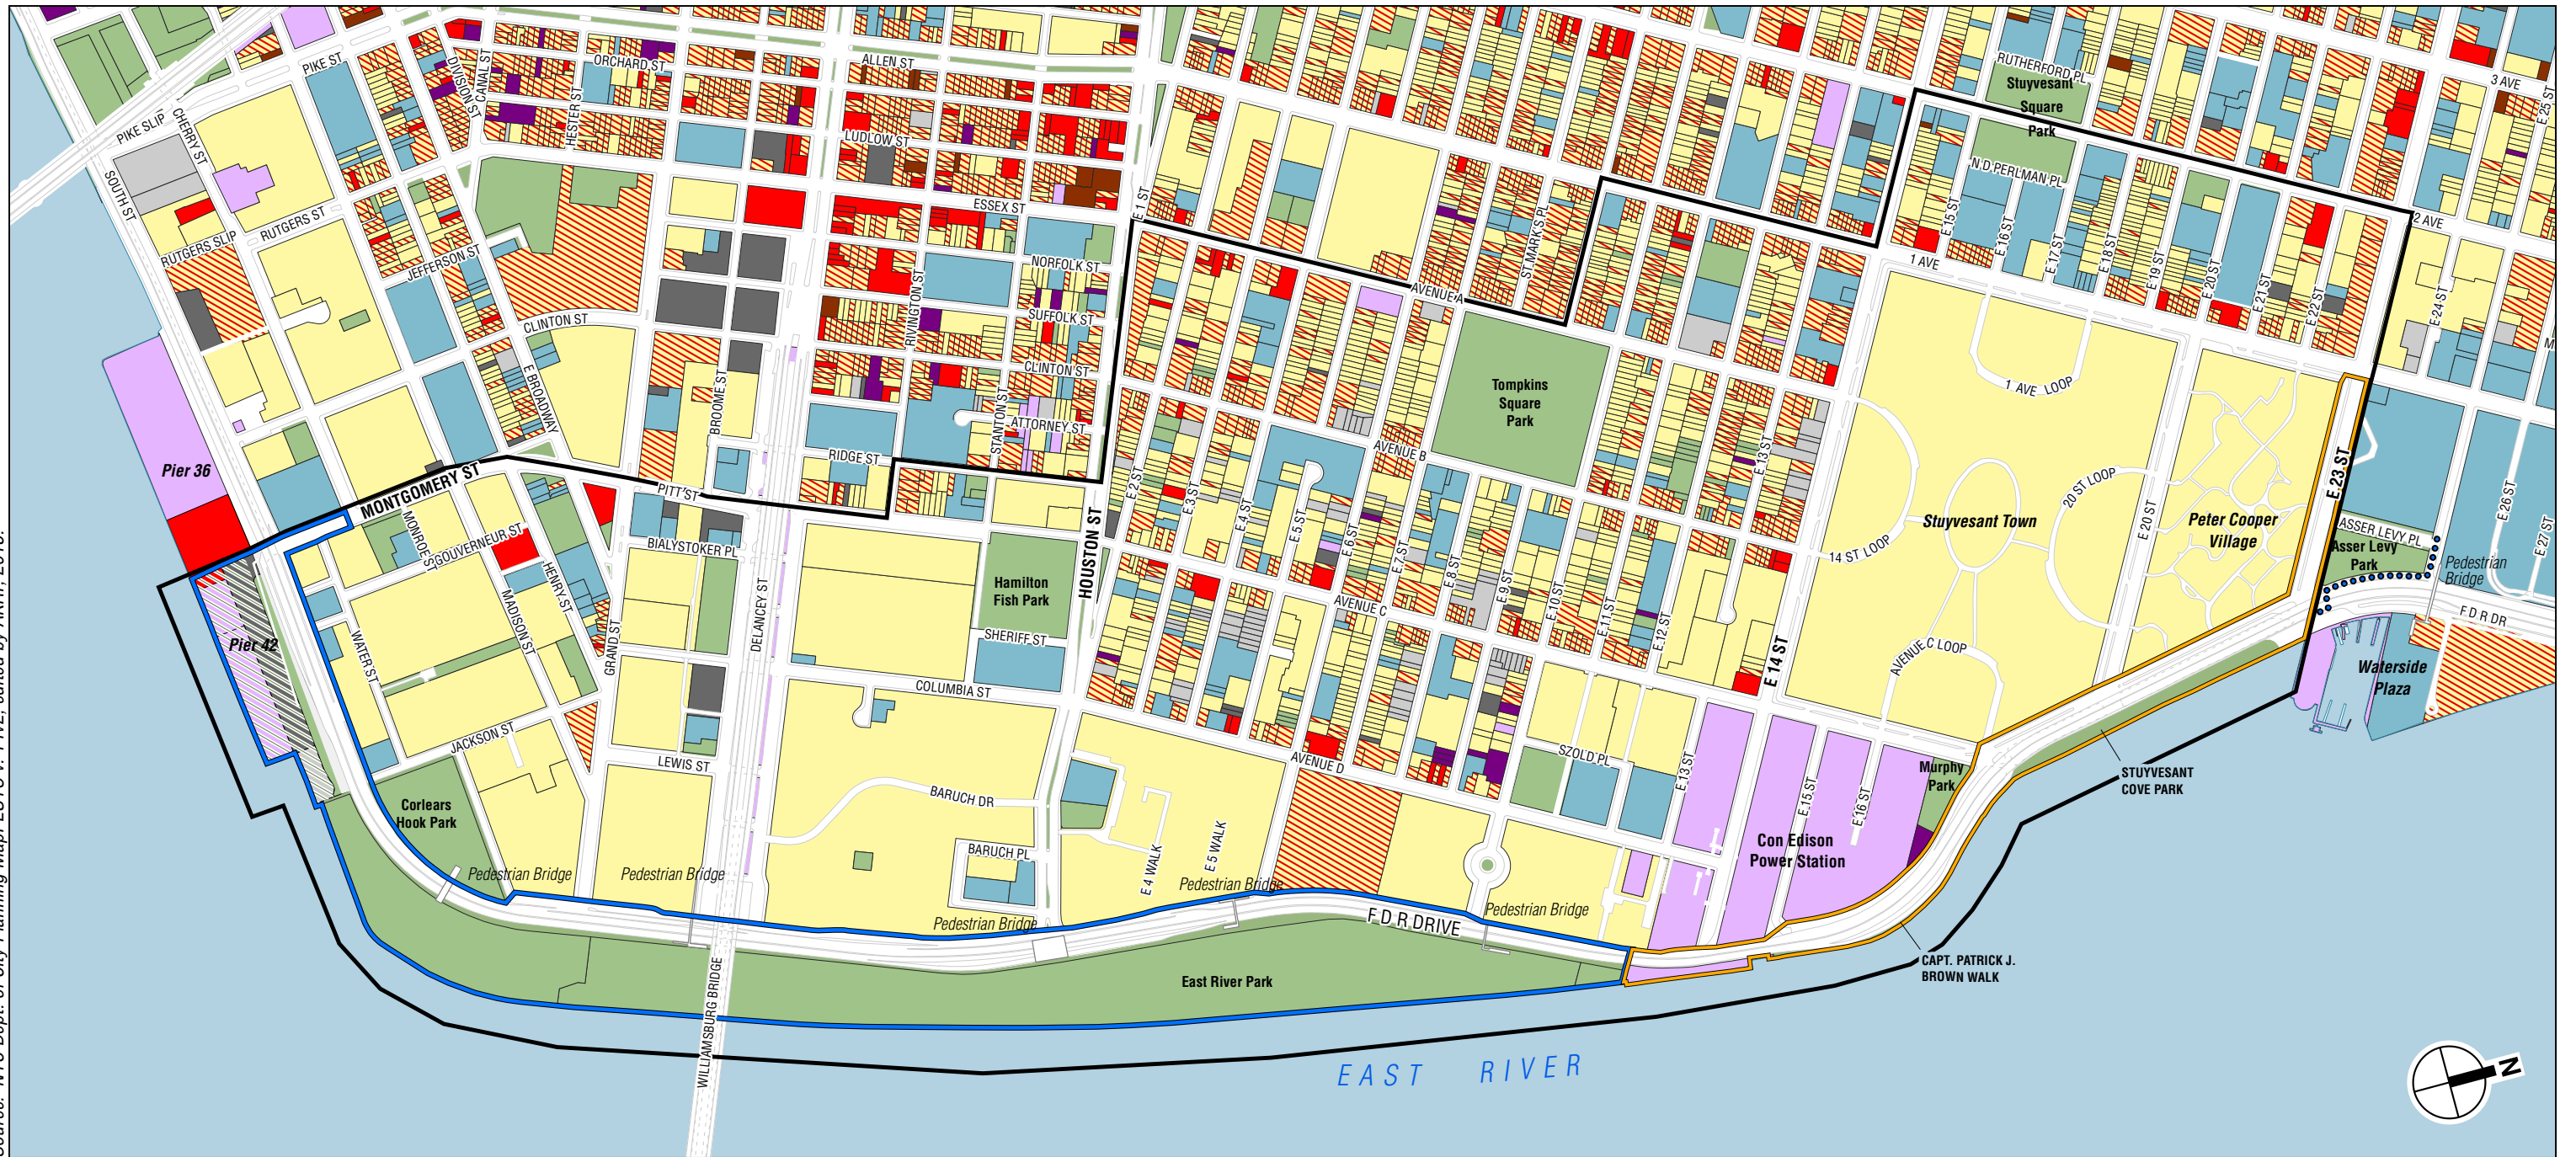 PIKE ST
ORCHARD ST
ALLEN ST
RUTHERFORD PL
3 AVE
DIVISION ST
CANAL ST
HESTER ST
Stuyvesant
Square
Park
E 25 ST
PIKE SLIP
CHERRY ST
LUDLOW ST
N D PERLMAN PL
SOUTH ST
E 1 ST
ESSEX ST
RUTGERS ST
RUTGERS SLIP
JEFFERSON ST
NORFOLK ST
ST MARK S PL
E 15 ST
E 16 ST
E 17 ST
E 18 ST
E 19 ST
E 20 ST
E 21 ST
E 22 ST
2 AVE
1 AVE
E 24 ST
AVENUE A
CLINTON ST
RIVINGTON ST
SUFFOLK ST
CLINTON ST
E BROADWAY
BROOME ST
STANTON ST
ATTORNEY ST
Tompkins
Square
Park
1 AVE LOOP
RIDGE ST
PITT ST
AVENUE B
E 13 ST
Pier 36
MONTGOMERY ST
E 2 ST
E 3 ST
E 4 ST
E 5 ST
E 6 ST
E 7 ST
E 8 ST
E 9 ST
E 10 ST
E 11 ST
E 12 ST
20 ST LOOP
E 20 ST
E 23 ST
E 26 ST
E 27 ST
Stuyvesant Town
Peter Cooper
Village
14 ST LOOP
ASSER LEVY PL
Asser Levy
Park
Pedestrian
Bridge
MONROE ST
GOUVERNEUR ST
HENRY ST
MADISON ST
BIALYSTOKER PL
HOUSTON ST
Hamilton
Fish Park
SHERIFF ST
AVENUE C
DELANCEY ST
GRAND ST
Pier 42
WATER ST
E 14 ST
AVENUE C LOOP
F D R DR
Waterside
Plaza
COLUMBIA ST
JACKSON ST
LEWIS ST
AVENUE D
SZOLD PL
E 13 ST
E 15 ST
E 16 ST
Murphy
Park
STUYVESANT
COVE PARK
Corlears
Hook Park
BARUCH DR
BARUCH PL
E 4 WALK
E 5 WALK
Con Edison
Power Station
Pedestrian Bridge
Pedestrian Bridge
Pedestrian Bridge
Pedestrian Bridge
Pedestrian Bridge
F D R DRIVE
CAPT. PATRICK J.
BROWN WALK
East River Park
WILLIAMSBURG BRIDGE
EAST RIVER
N